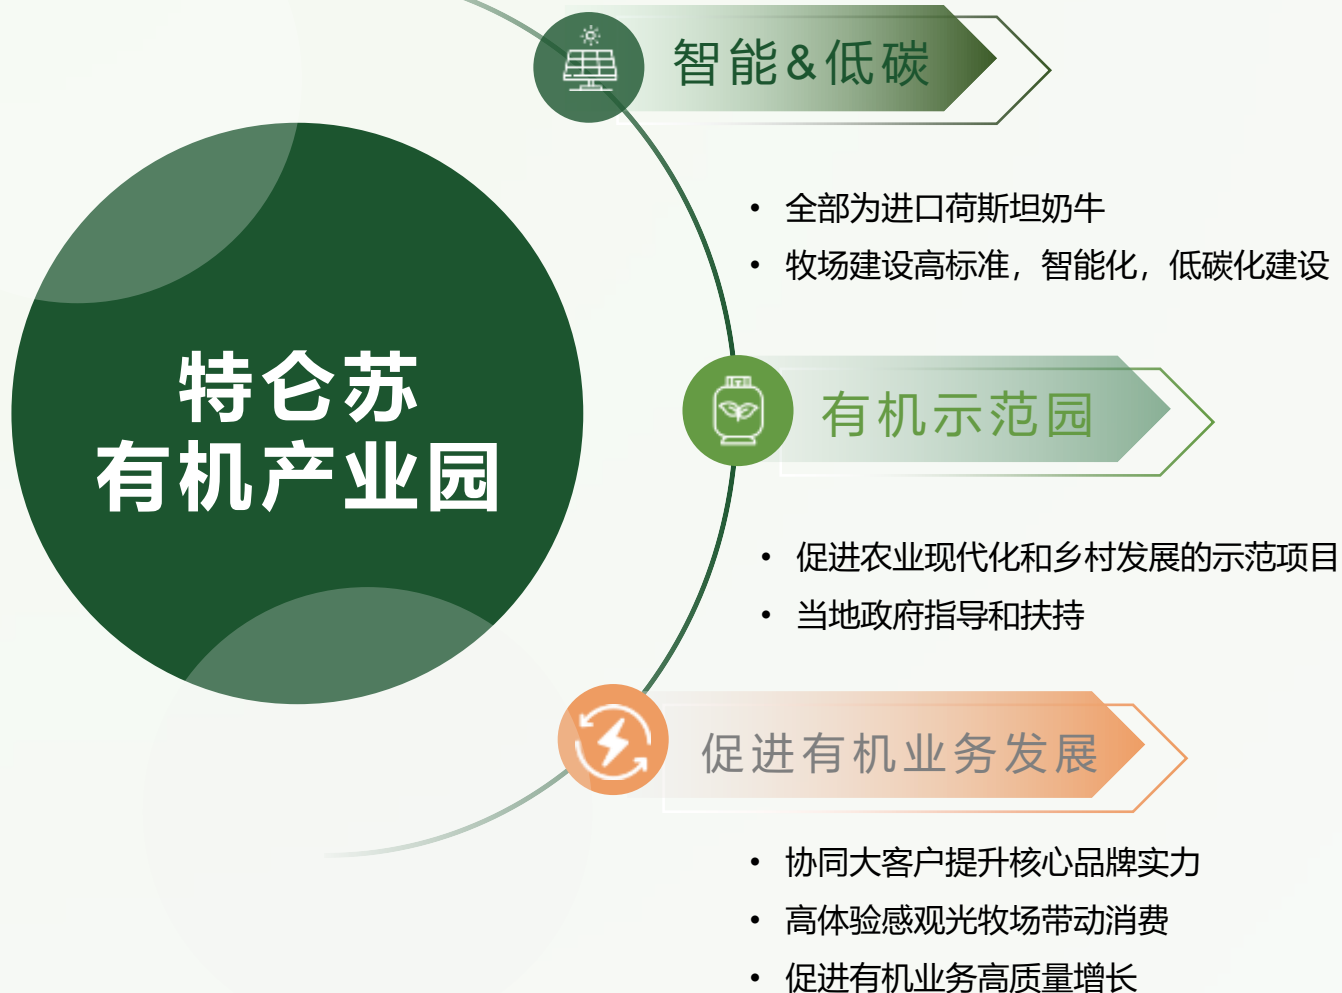 智能&低碳
• 全部为进口荷斯坦奶牛
• 牧场建设高标准，智能化，低碳化建设
特仑苏
有机产业园
有机示范园
• 促进农业现代化和乡村发展的示范项目
• 当地政府指导和扶持
促进有机业务发展
• 协同大客户提升核心品牌实力
• 高体验感观光牧场带动消费
• 促进有机业务高质量增长